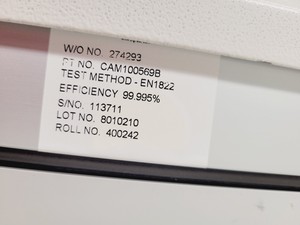 W/O NO. 274293
PT NO. CAM100569B
TEST METHOD - EN1822
EFFICIENCY 99.995%
S/NO. 113711
LOT NO. 8010210
ROLL NO. 400242